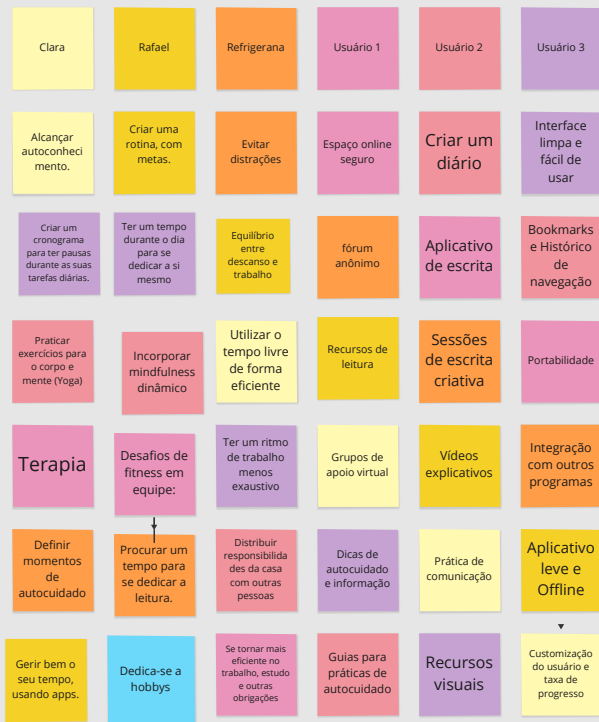 Clara
Rafael
Refrigerana
Usuário 1
Usuário 2
Usuário 3
Alcançar
autoconheci
mento.
Criar uma
rotina, com
metas.
Evitar
distrações
Espaço online
seguro
Criar um
diário
Interface
limpa e
fácil de
usar
Criar um
cronograma
para ter pausas
durante as suas
tarefas diárias.
Ter um tempo
durante o dia
para se
dedicar a si
mesmo
Equilíbrio
entre
descanso e
trabalho
fórum
anônimo
Aplicativo
de escrita
Bookmarks
e Histórico
de
navegação
Praticar
exercícios para
o corpo e
mente (Yoga)
Incorporar
mindfulness
dinâmico
Utilizar o
tempo livre
de forma
eficiente
Recursos de
leitura
Sessões
de escrita
criativa
Portabilidade
Terapia
Desafios de
fitness em
equipe:
Ter um ritmo
de trabalho
menos
exaustivo
Grupos de
apoio virtual
Vídeos
explicativos
Integração
com outros
programas
Definir
momentos
de
autocuidado
Procurar um
tempo para
se dedicar a
leitura.
Distribuir
responsibilida
des da casa
com outras
pessoas
Dicas de
autocuidado
e informação
Prática de
comunicação
Aplicativo
leve e
Offline
Gerir bem o
seu tempo,
usando apps.
Dedica-se a
hobbys
Se tornar mais
eficiente no
trabalho, estudo
e outras
obrigações
Guias para
práticas de
autocuidado
Recursos
visuais
Customização
do usuário e
taxa de
progresso